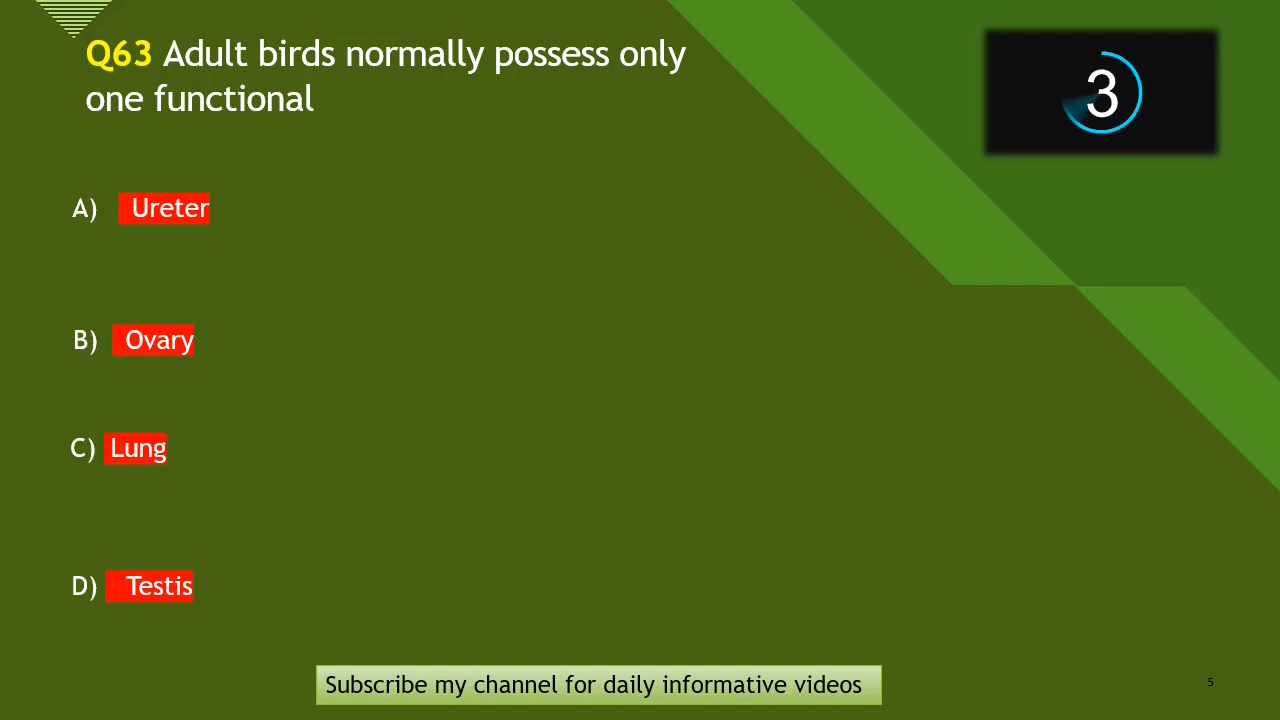 Q63 Adult birds normally possess only
one functional
3
A) Ureter
B) Ovary
C) Lung
D) Testis
Subscribe my channel for daily informative videos
5